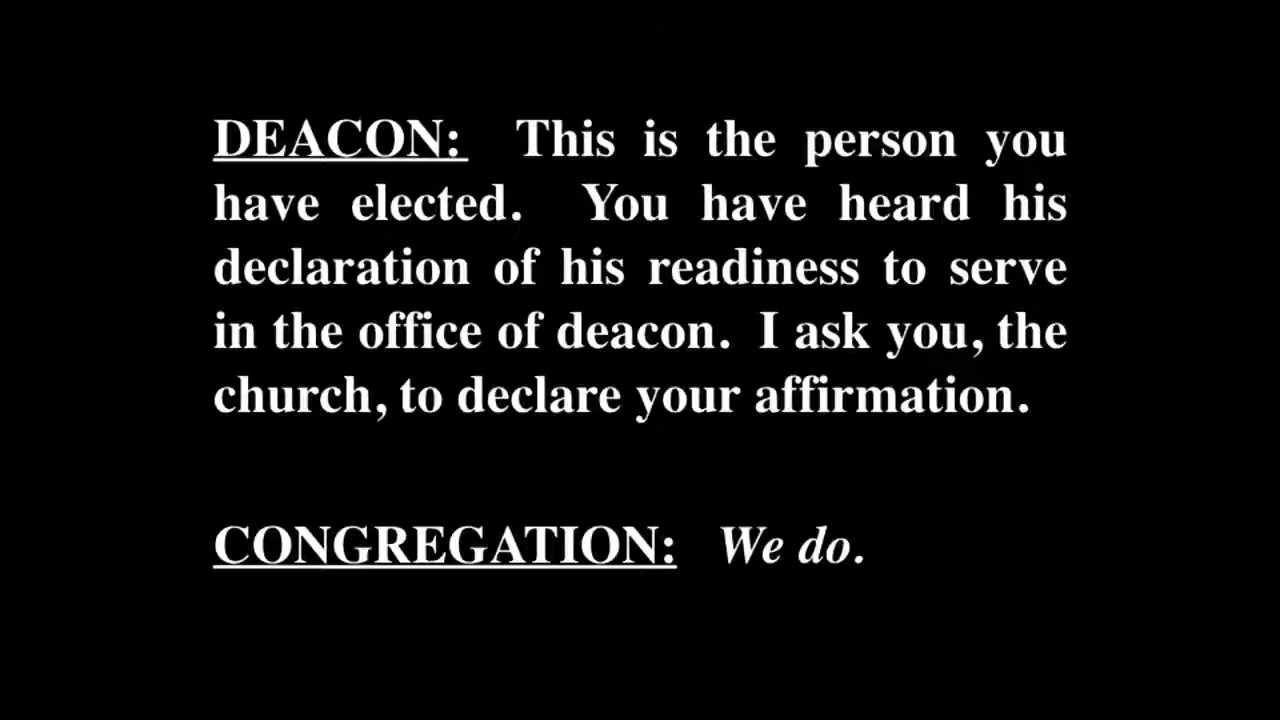 DEACON: This is the person you
have elected. You have heard his
declaration of his readiness to serve
in the office of deacon. I ask you, the
church, to declare your affirmation.
CONGREGATION: We do.